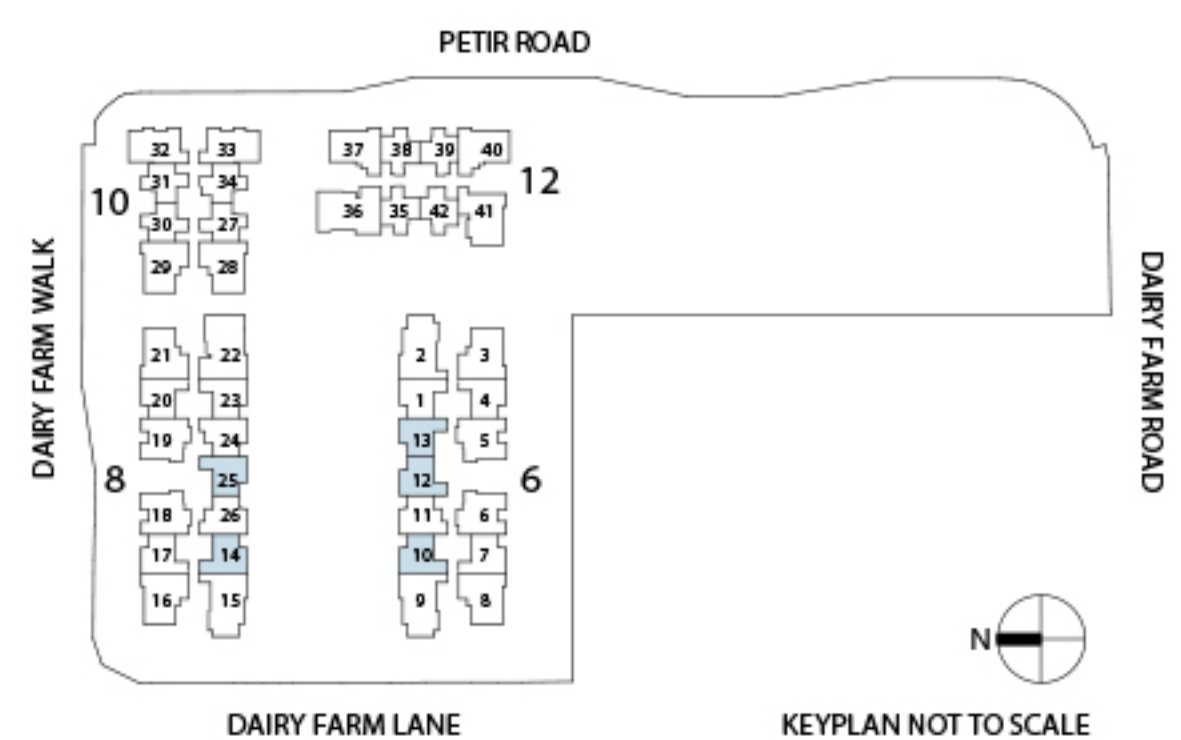 PETIR ROAD
32 33 37 38 39 40
31 34
10 12
30 27 36 35 42 41
29 28
DAIRY FARM WALK
DAIRY FARM ROAD
21 22 2 3
20 23 1 4
19 24 13 5
8 25 12 6
18 26 11 6
17 14 10 7
16 15 9 8
N
DAIRY FARM LANE
KEYPLAN NOT TO SCALE